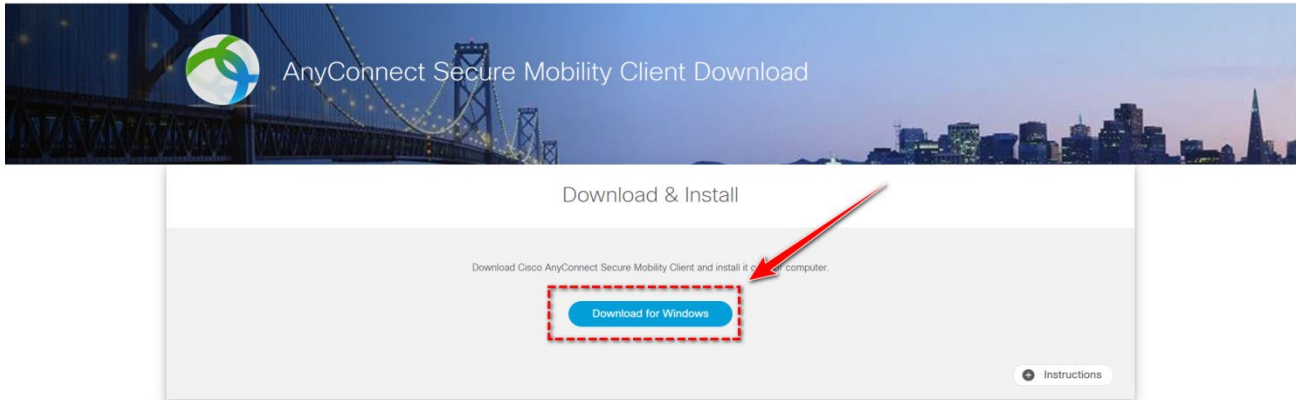 AnyConnect Secure Mobility Client Download
Download & Install
Download Cisco AnyConnect Secure Mobility Client and install it computer.
Download for Windows
Instructions